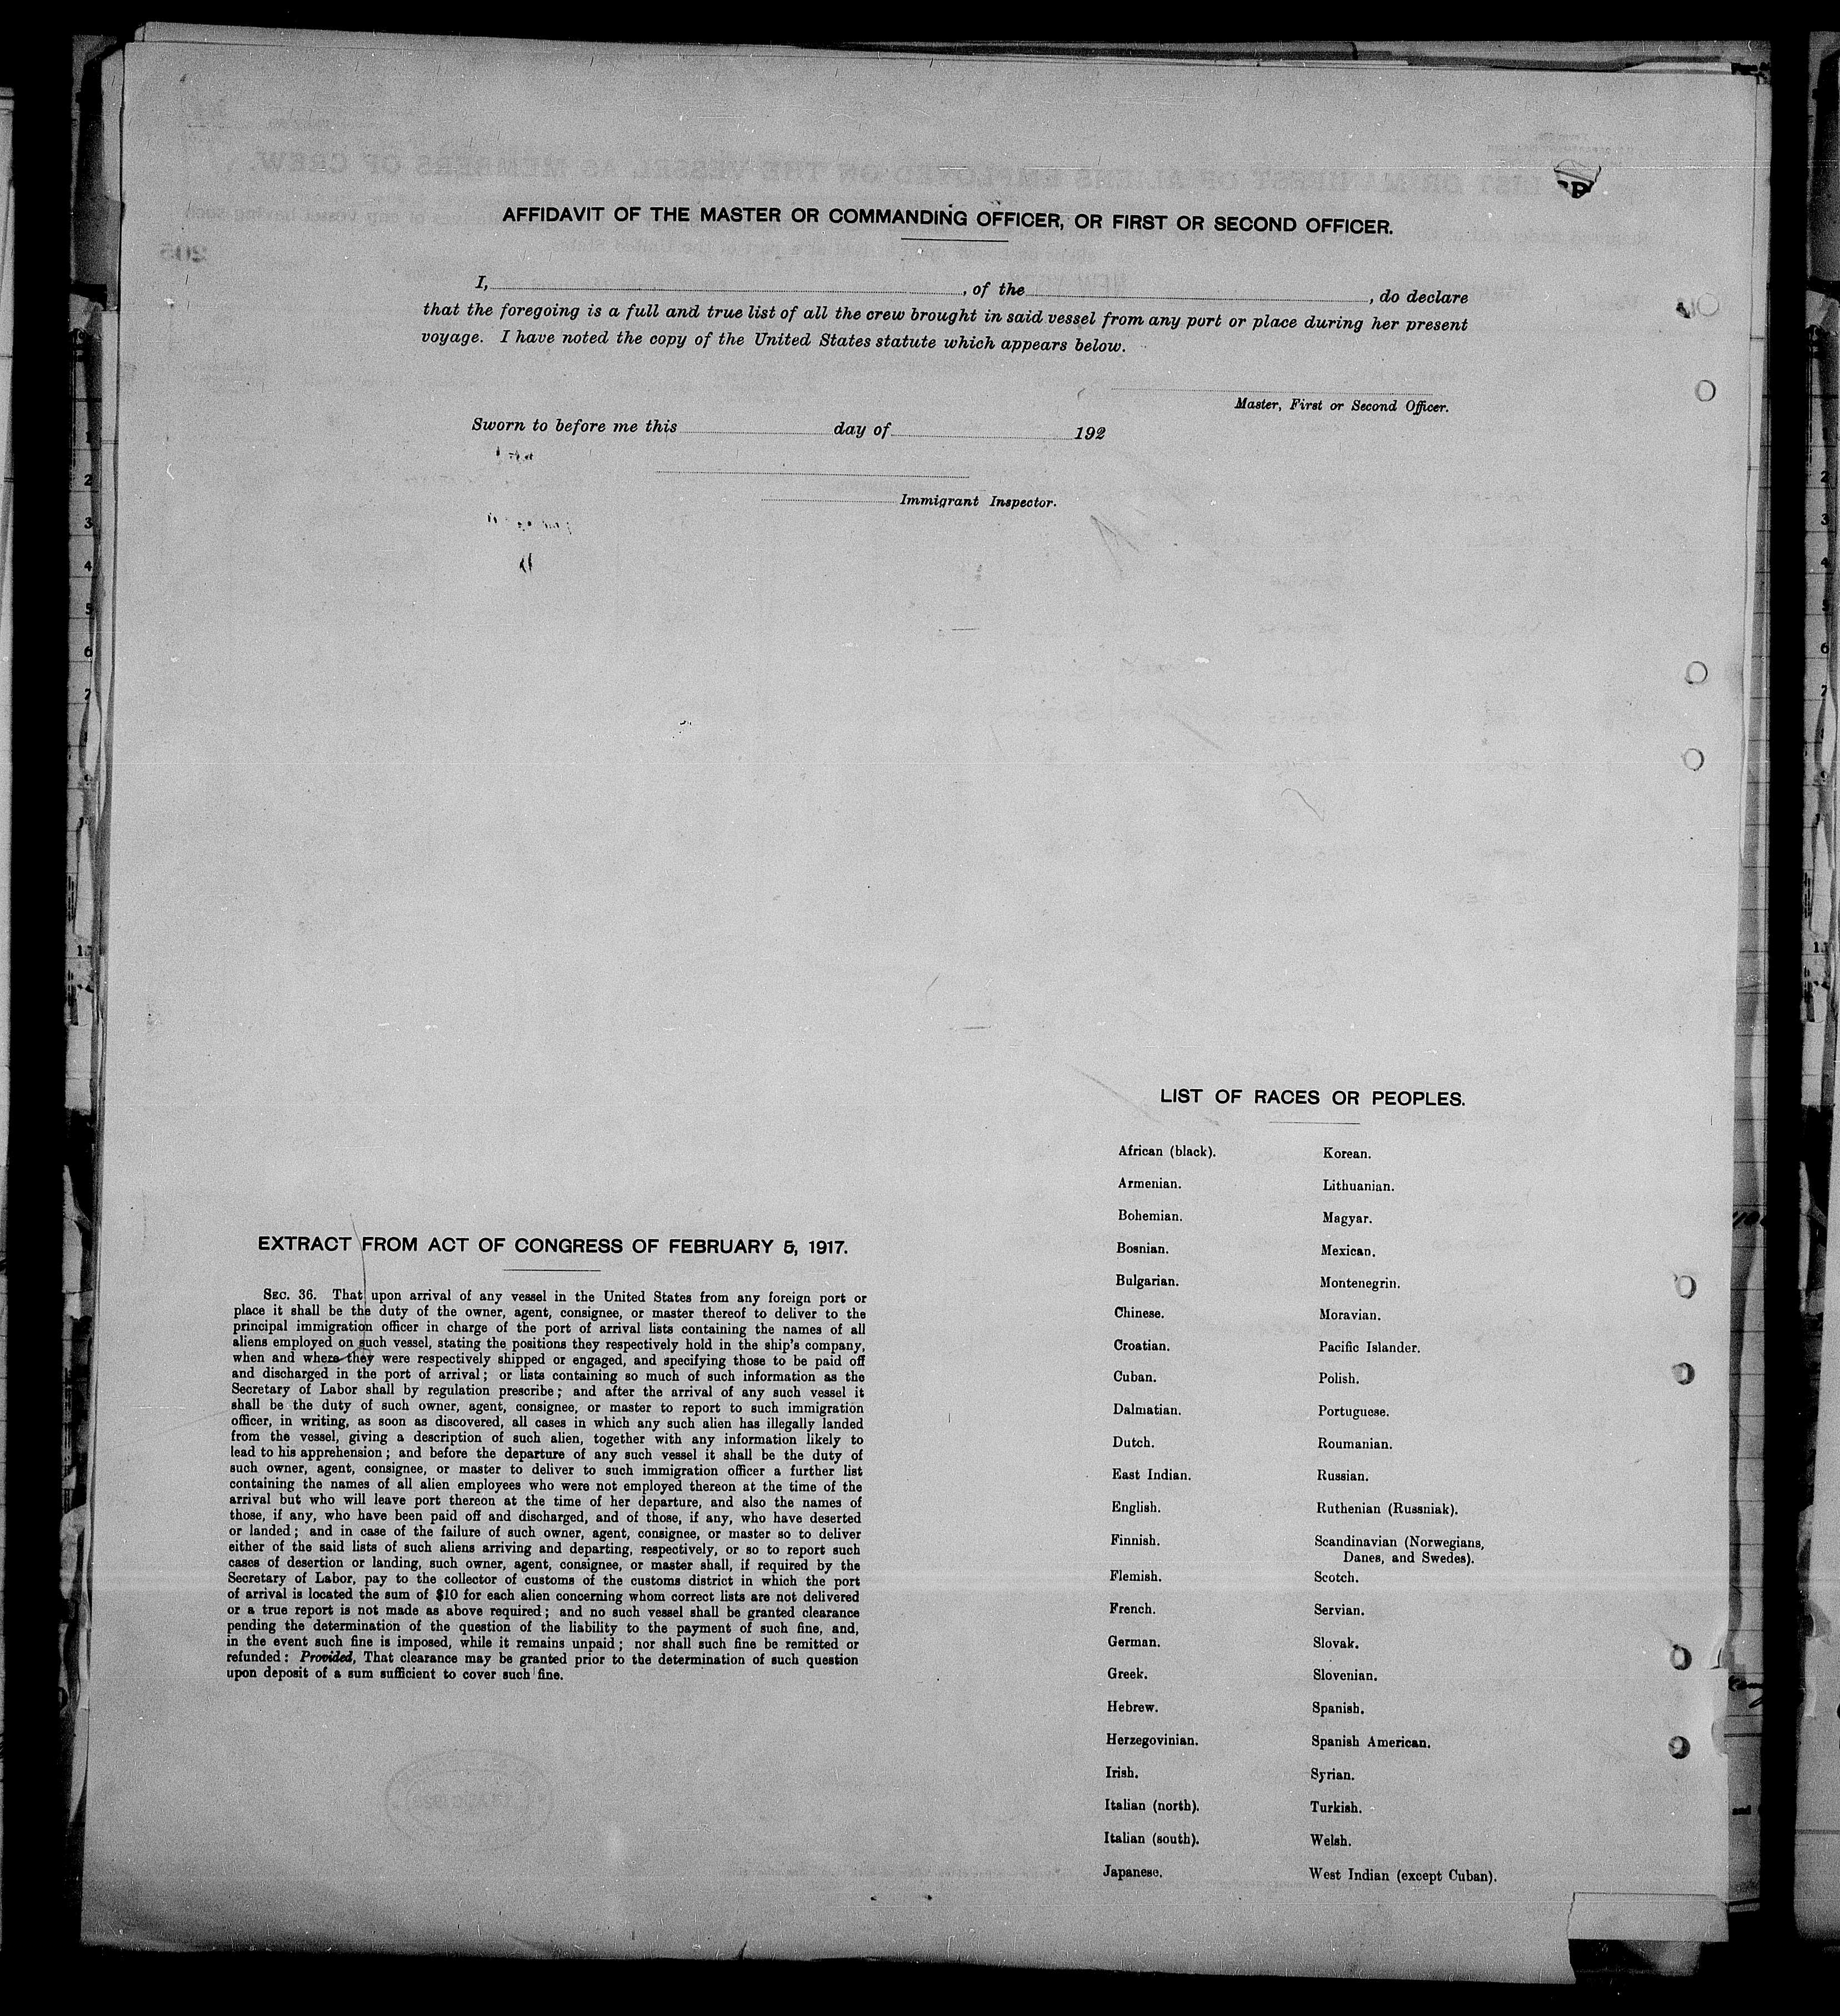 AFFIDAVIT OF THE MASTER OR COMMANDING OFFICER, OR FIRST OR SECOND OFFICER.
I, , of the , do declare
that the foregoing is a full and true list of all the crew brought in said vessel from any port or place during her present
voyage. I have noted the copy of the United States statute which appears below.
Master, First or Second Officer.
Sworn to before me this day of 192
Immigrant Inspector.
EXTRACT FROM ACT OF CONGRESS OF FEBRUARY 5, 1917.
SEC. 36. That upon arrival of any vessel in the United States from any foreign port or
place it shall be the duty of the owner, agent, consignee, or master thereof to deliver to the
principal immigration officer in charge of the port of arrival lists containing the names of all
aliens employed on such vessel, stating the positions they respectively hold in the ship's company,
when and where they were respectively shipped or engaged, and specifying those to be paid off
and discharged in the port of arrival; or lists containing so much of such information as the
Secretary of Labor shall by regulation prescribe; and after the arrival of any such vessel it
shall be the duty of such owner, agent, consignee, or master to report to such immigration
officer, in writing, as soon as discovered, all cases in which any such alien has illegally landed
from the vessel, giving a description of such alien, together with any information likely to
lead to his apprehension; and before the departure of any such vessel it shall be the duty of
such owner, agent, consignee, or master to deliver to such immigration officer a further list
containing the names of all alien employees who were not employed thereon at the time of the
arrival but who will leave port thereon at the time of her departure, and also the names of
those, if any, who have been paid off and discharged, and of those, if any, who have deserted
or landed; and in case of the failure of such owner, agent, consignee, or master so to deliver
either of the said lists of such aliens arriving and departing, respectively, or so to report such
cases of desertion or landing, such owner, agent, consignee, or master shall, if required by the
Secretary of Labor, pay to the collector of customs of the customs district in which the port
of arrival is located the sum of $10 for each alien concerning whom correct lists are not delivered
or a true report is not made as above required; and no such vessel shall be granted clearance
pending the determination of the question of the liability to the payment of such fine, and,
in the event such fine is imposed, while it remains unpaid; nor shall such fine be remitted or
refunded: Provided, That clearance may be granted prior to the determination of such question
upon deposit of a sum sufficient to cover such fine.
LIST OF RACES OR PEOPLES.
African (black).
Armenian.
Bohemian.
Bosnian.
Bulgarian.
Chinese.
Croatian.
Cuban.
Dalmatian.
Dutch.
East Indian.
English.
Finnish.
Flemish.
French.
German.
Greek.
Hebrew.
Herzegovinian.
Irish.
Italian (north).
Italian (south).
Japanese.
Korean.
Lithuanian.
Magyar.
Mexican.
Montenegrin.
Moravian.
Pacific Islander.
Polish.
Portuguese.
Roumanian.
Russian.
Ruthenian (Russniak).
Scandinavian (Norwegians,
Danes, and Swedes).
Scotch.
Servian.
Slovak.
Slovenian.
Spanish.
Spanish American.
Syrian.
Turkish.
Welsh.
West Indian (except Cuban).